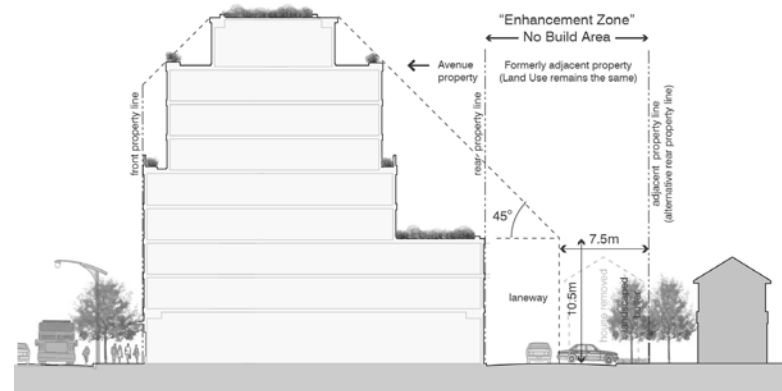 "Enhancement Zone"
No Build Area
Avenue
property
Formerly adjacent property
(Land Use remains the same)
front property line
rear property line
adjacent property line
(alternative rear property line)
45°
7.5m
10.5m
laneway
house removed
landscaped
buffer